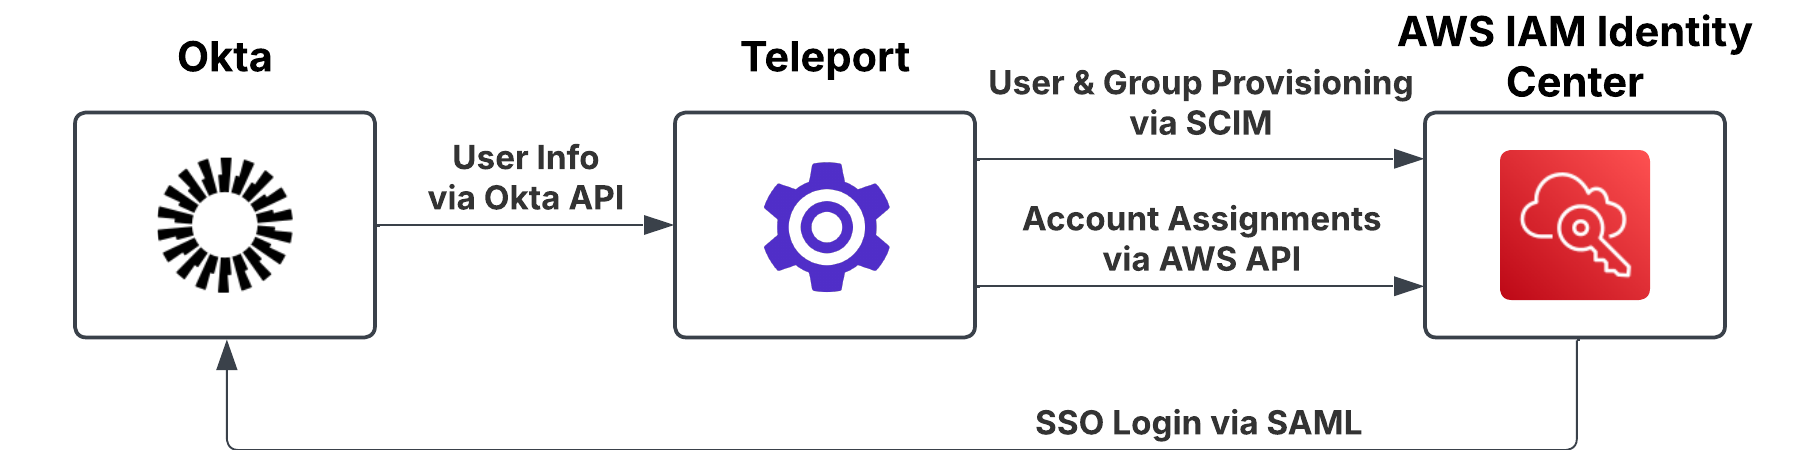 Okta
Teleport
AWS IAM Identity
Center
User Info
via Okta API
User & Group Provisioning
via SCIM
Account Assignments
via AWS API
SSO Login via SAML